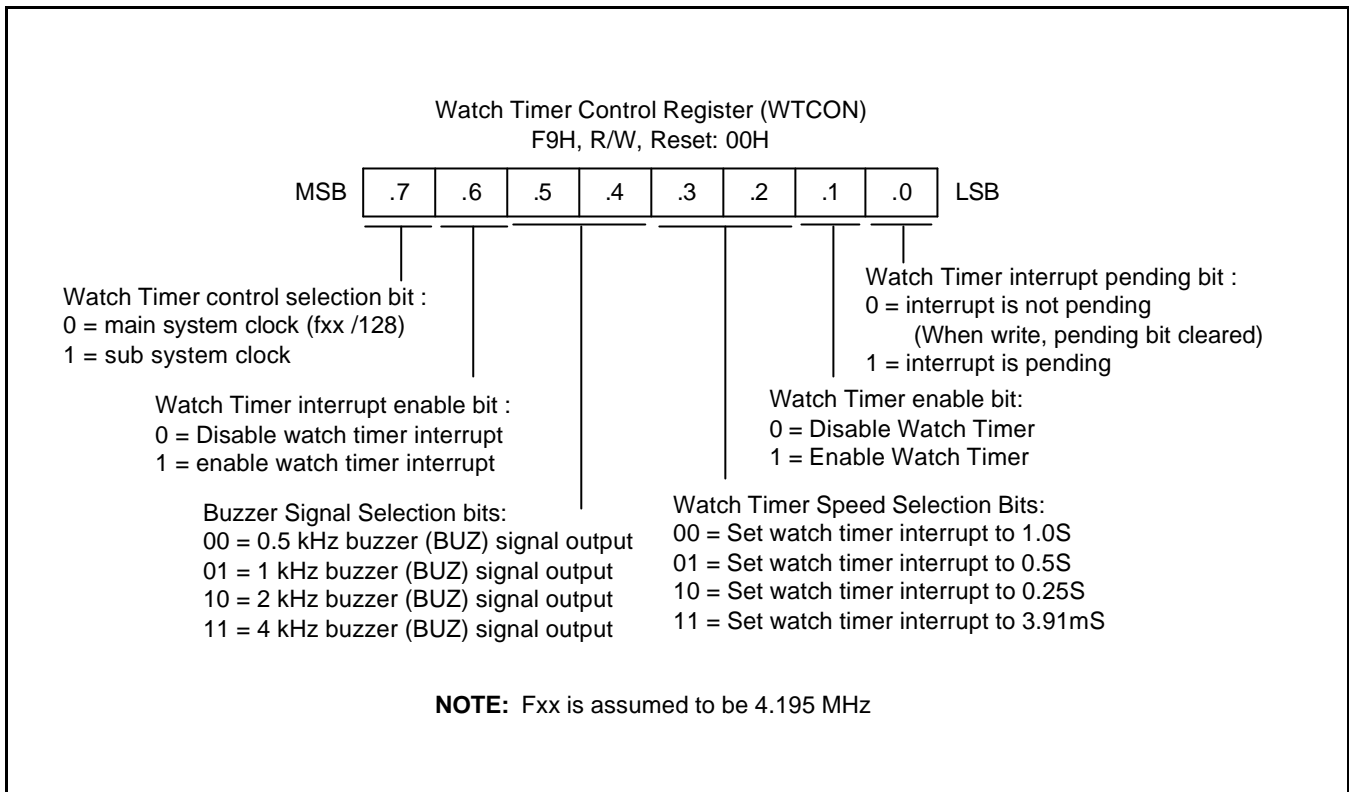 Watch Timer Control Register (WTCON)
F9H, R/W, Reset: 00H
MSB .7 .6 .5 .4 .3 .2 .1 .0 LSB
Watch Timer control selection bit :
0 = main system clock (fxx /128)
1 = sub system clock
Watch Timer interrupt pending bit :
0 = interrupt is not pending
(When write, pending bit cleared)
1 = interrupt is pending
Watch Timer interrupt enable bit :
0 = Disable watch timer interrupt
1 = enable watch timer interrupt
Watch Timer enable bit:
0 = Disable Watch Timer
1 = Enable Watch Timer
Buzzer Signal Selection bits:
00 = 0.5 kHz buzzer (BUZ) signal output
01 = 1 kHz buzzer (BUZ) signal output
10 = 2 kHz buzzer (BUZ) signal output
11 = 4 kHz buzzer (BUZ) signal output
Watch Timer Speed Selection Bits:
00 = Set watch timer interrupt to 1.0S
01 = Set watch timer interrupt to 0.5S
10 = Set watch timer interrupt to 0.25S
11 = Set watch timer interrupt to 3.91mS
NOTE: Fxx is assumed to be 4.195 MHz